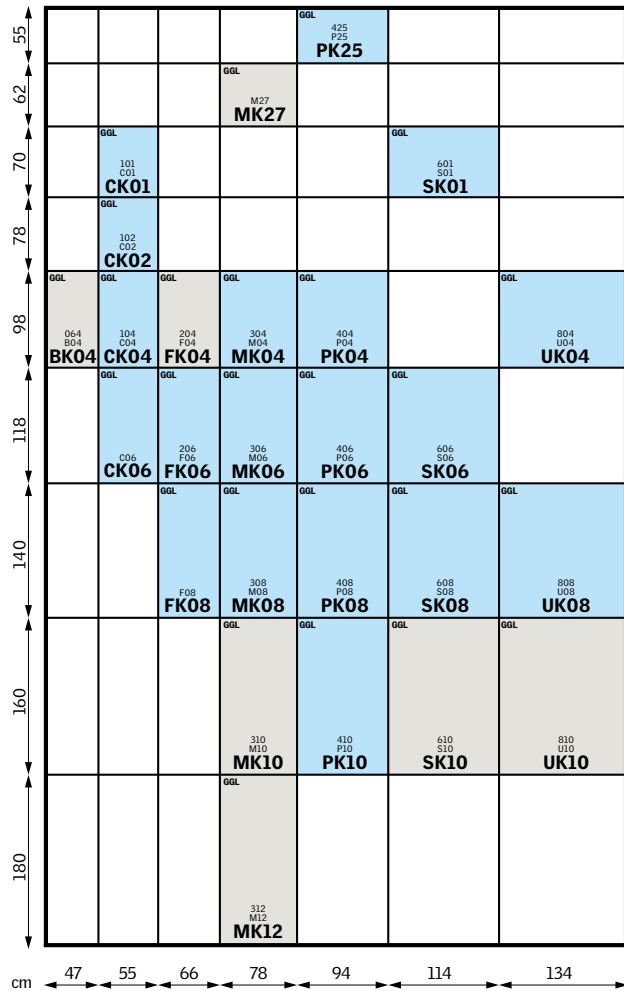 55
GGL
425
P25
PK25
62
GGL
M27
MK27
70
GGL
101
C01
CK01
GGL
601
S01
SK01
78
GGL
102
C02
CK02
98
GGL
064
B04
BK04
GGL
104
C04
CK04
GGL
204
F04
FK04
GGL
304
M04
MK04
GGL
404
P04
PK04
GGL
804
U04
UK04
118
GGL
C06
CK06
GGL
206
F06
FK06
GGL
306
M06
MK06
GGL
406
P06
PK06
GGL
606
S06
SK06
140
GGL
F08
FK08
GGL
308
M08
MK08
GGL
408
P08
PK08
GGL
608
S08
SK08
GGL
808
U08
UK08
160
GGL
310
M10
MK10
GGL
410
P10
PK10
GGL
610
S10
SK10
GGL
810
U10
UK10
180
GGL
312
M12
MK12
cm 47 55 66 78 94 114 134